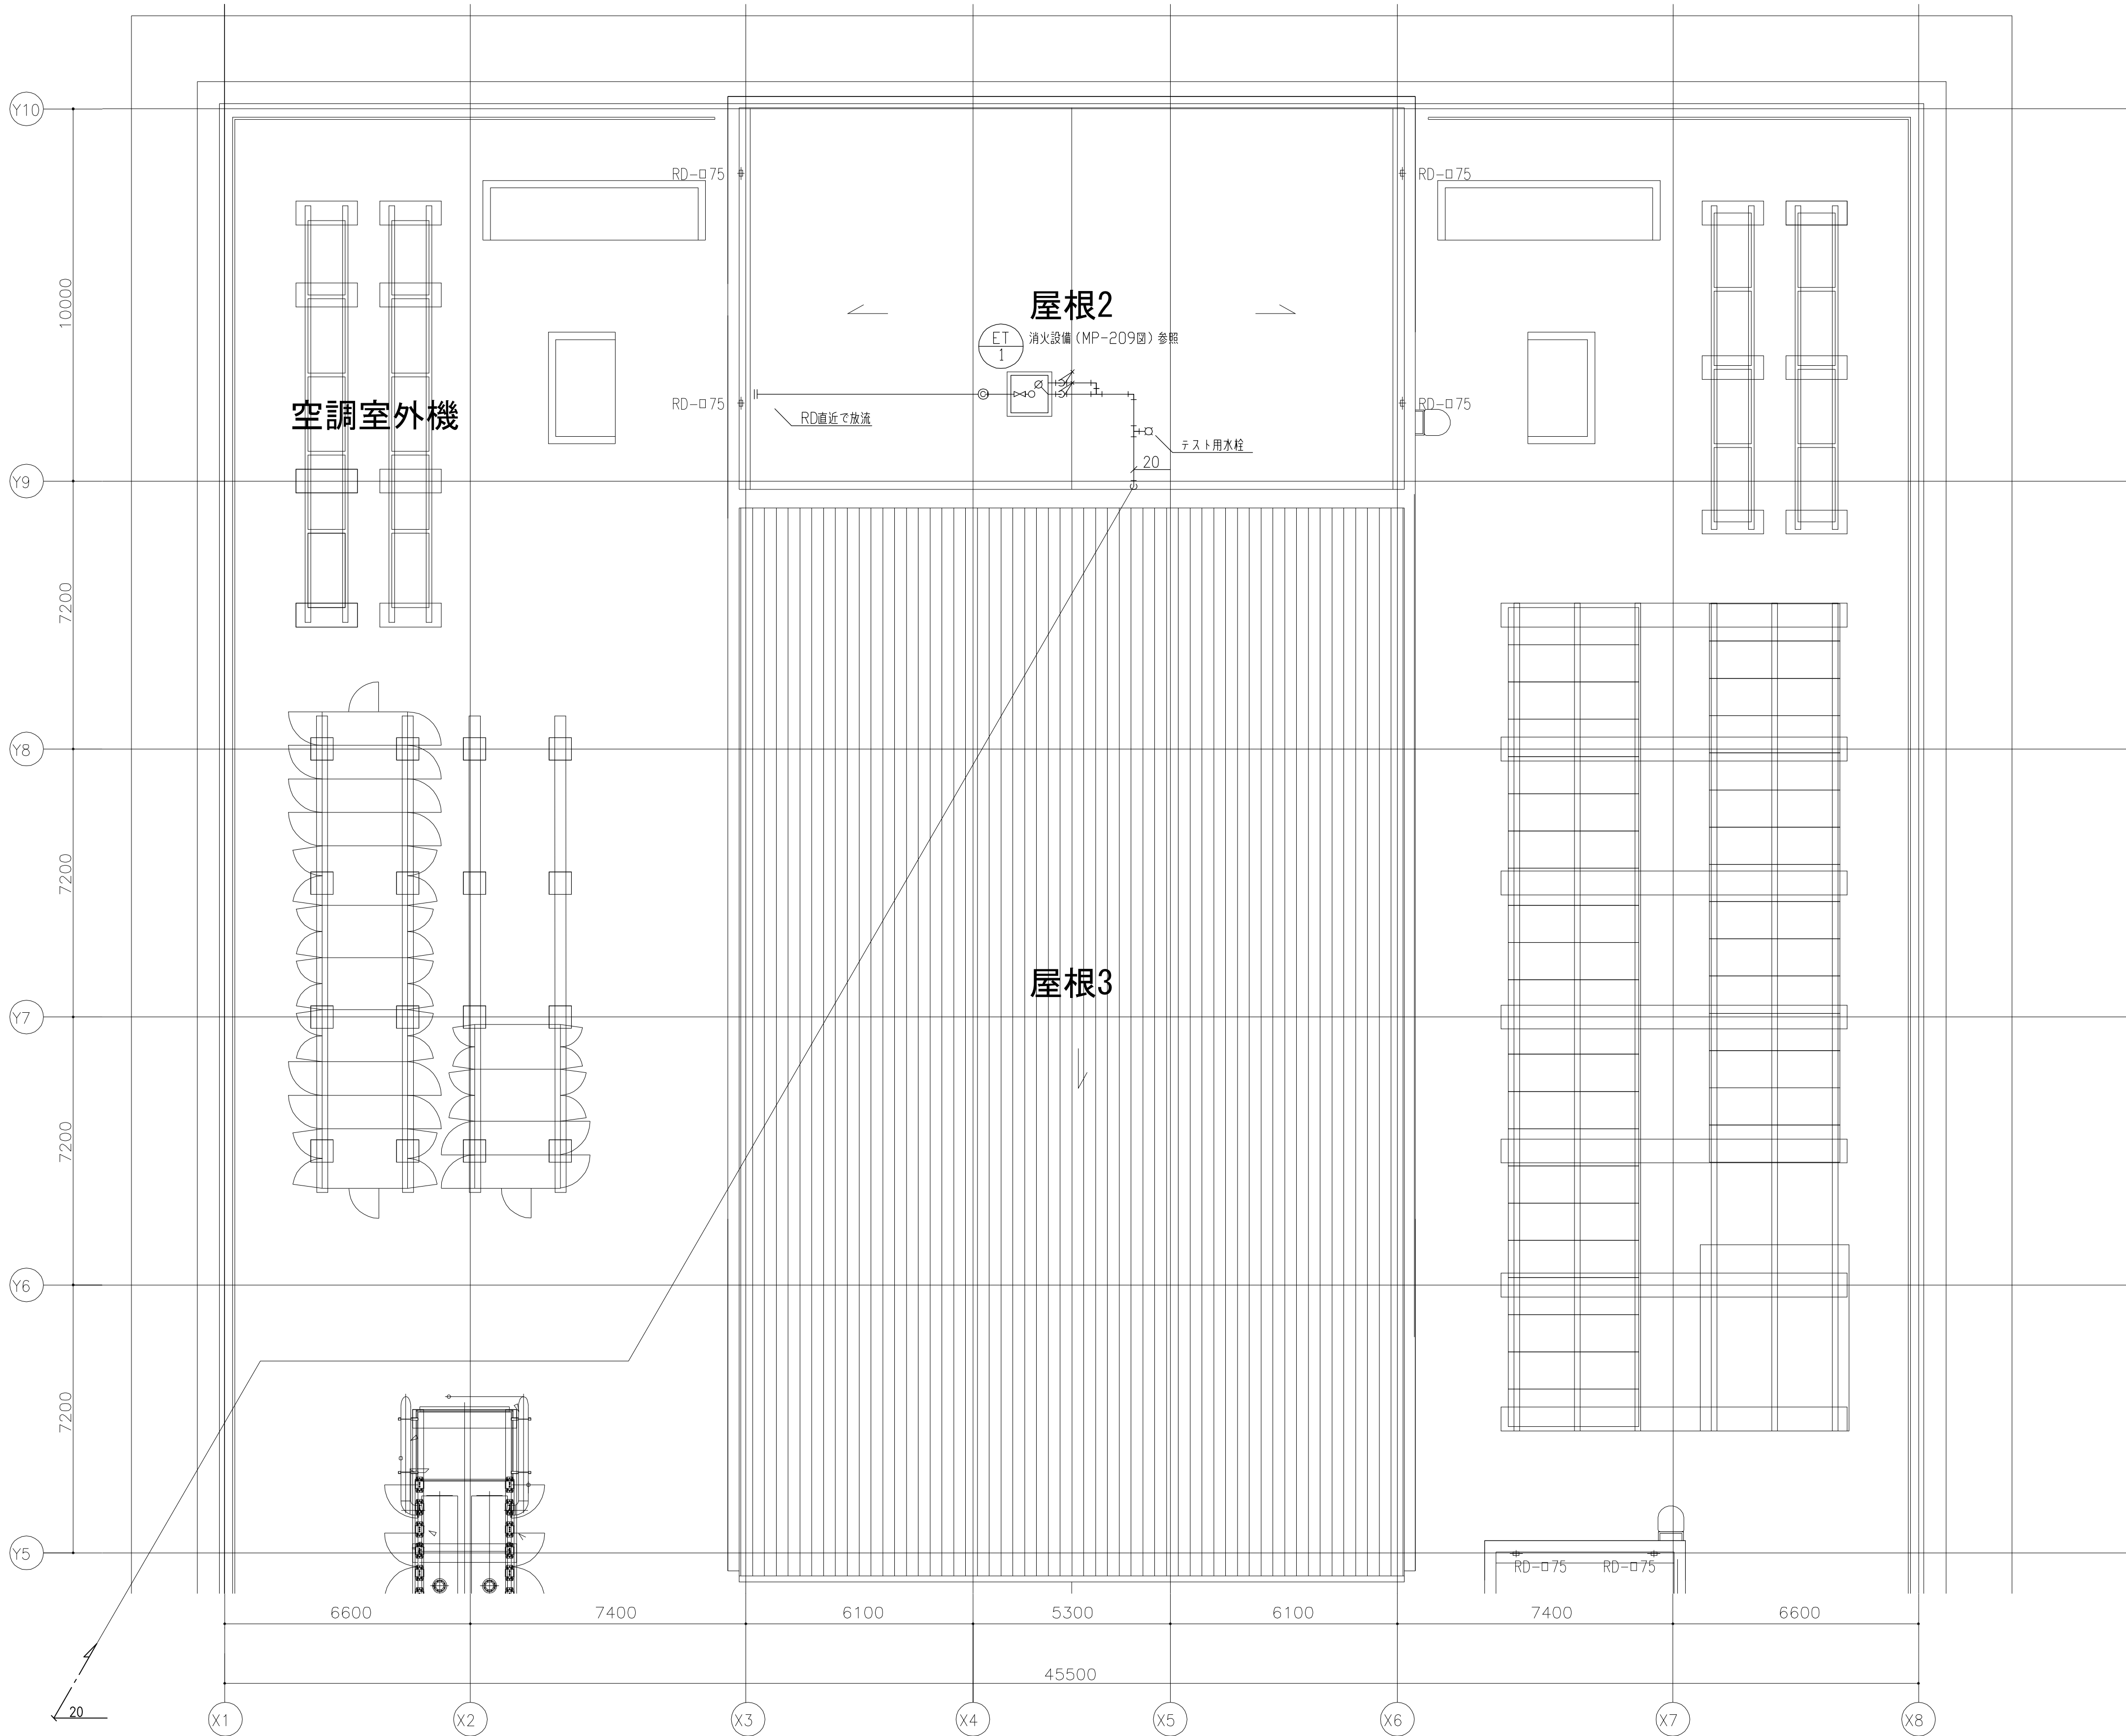 Y10
RD-□75
RD-□75
10000
屋根2
ET
1
消火設備(MP-209図)参照
空調室外機
RD-□75
RD直近で放流
RD-□75
テスト用水栓
20
Y9
7200
Y8
7200
屋根3
Y7
7200
Y6
7200
Y5
RD-□75
RD-□75
6600
7400
6100
5300
6100
7400
6600
45500
20
X1
X2
X3
X4
X5
X6
X7
X8